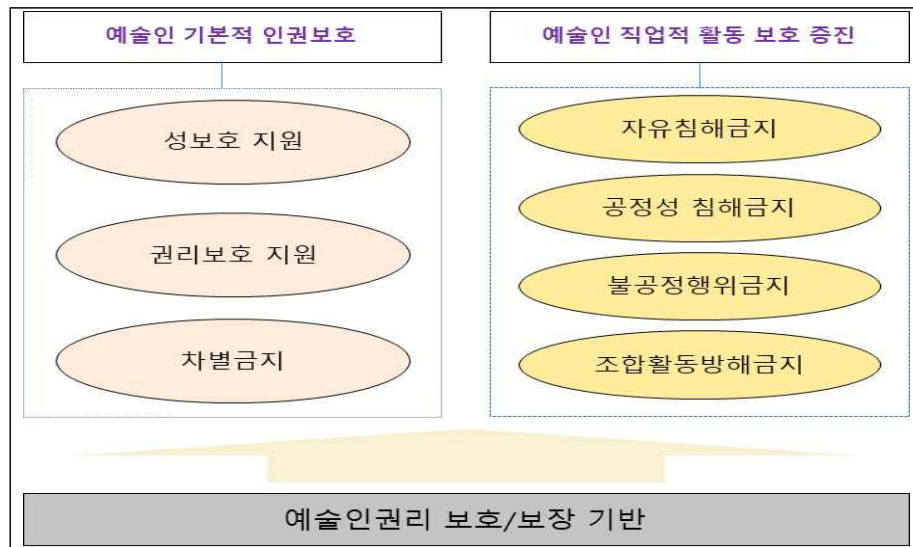 예술인 기본적 인권보호
성보호 지원
권리보호 지원
차별금지
예술인 직업적 활동 보호 증진
자유침해금지
공정성 침해금지
불공정행위금지
조합활동방해금지
예술인권리 보호/보장 기반